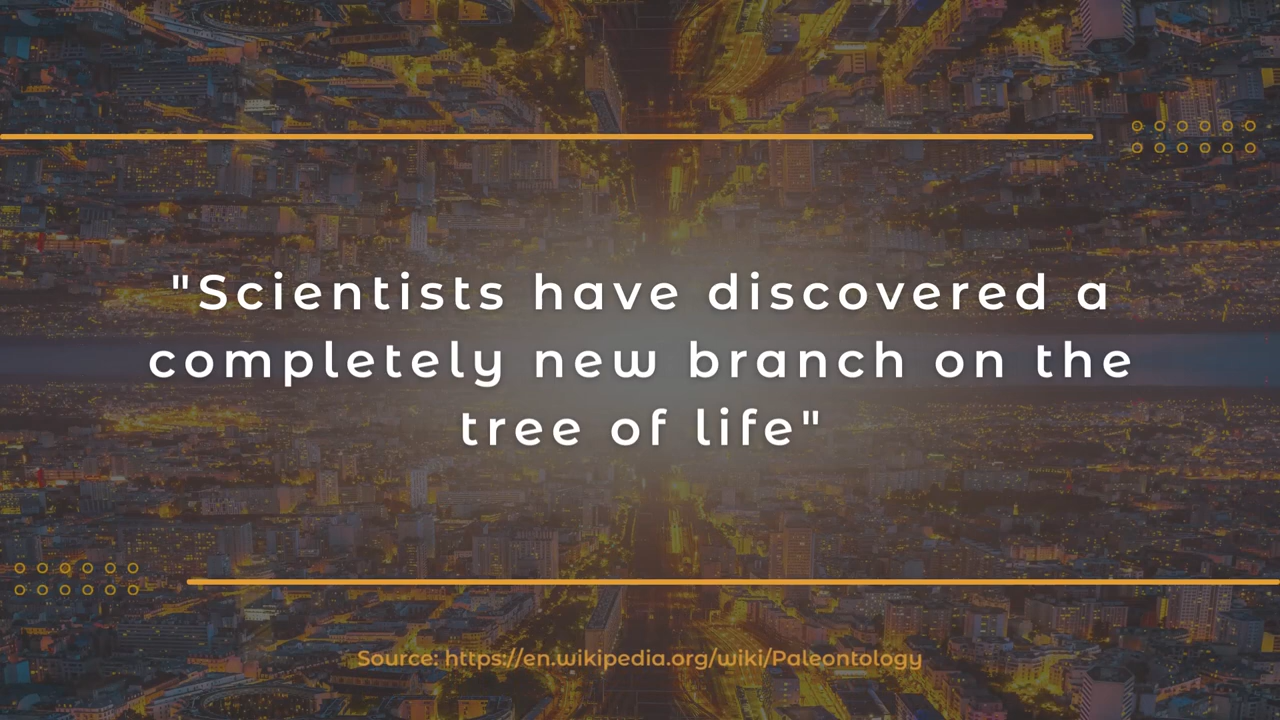 "Scientists have discovered a
completely new branch on the
tree of life"
Source: https://en.wikipedia.org/wiki/Paleontology